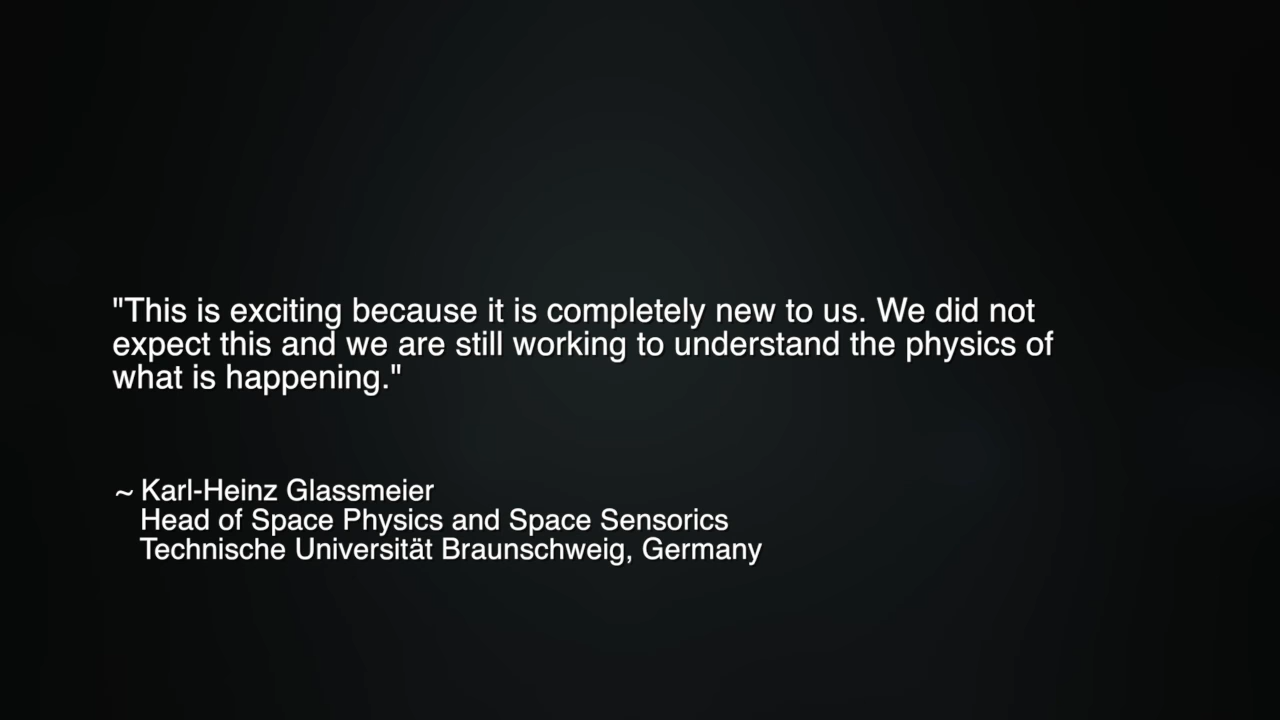 "This is exciting because it is completely new to us. We did not
expect this and we are still working to understand the physics of
what is happening."
~ Karl-Heinz Glassmeier
Head of Space Physics and Space Sensorics
Technische Universität Braunschweig, Germany